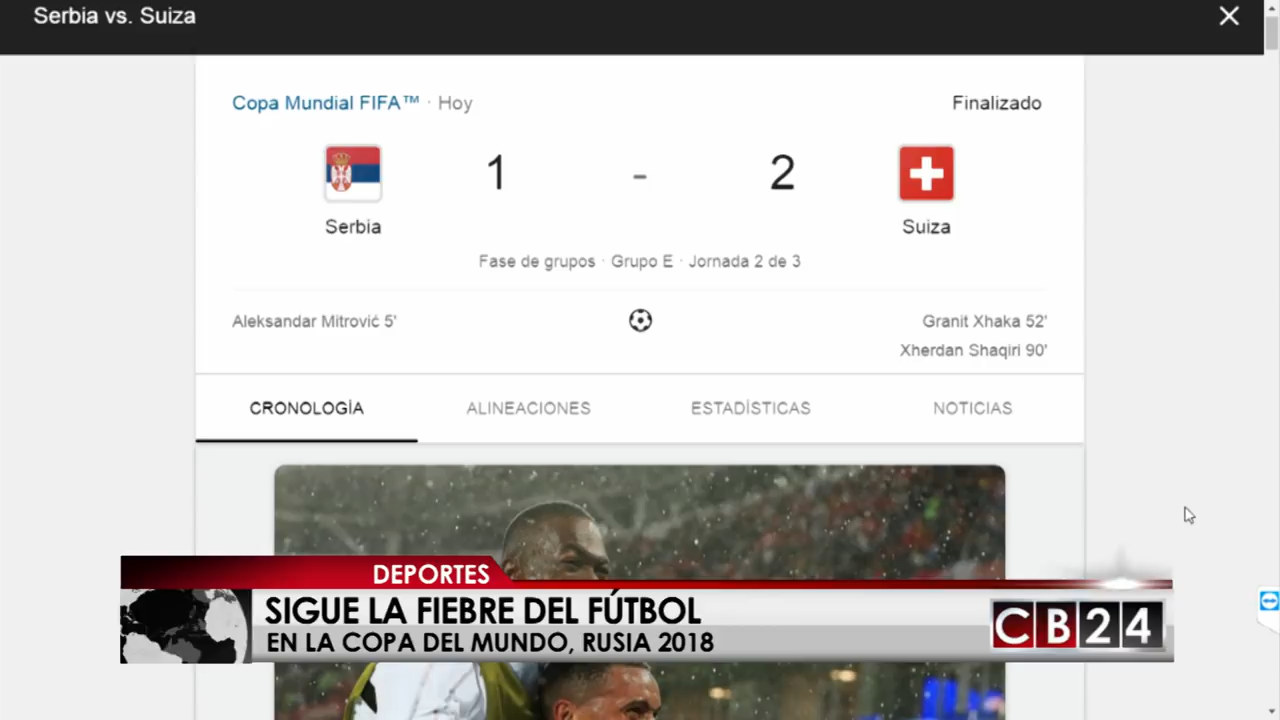 Serbia vs. Suiza
Copa Mundial FIFA™ · Hoy
Finalizado
1 - 2
Serbia
Suiza
Fase de grupos · Grupo E · Jornada 2 de 3
Aleksandar Mitrović 5'
Granit Xhaka 52'
Xherdan Shaqiri 90'
CRONOLOGÍA
ALINEACIONES
ESTADÍSTICAS
NOTICIAS
DEPORTES
SIGUE LA FIEBRE DEL FÚTBOL
EN LA COPA DEL MUNDO, RUSIA 2018
CB24